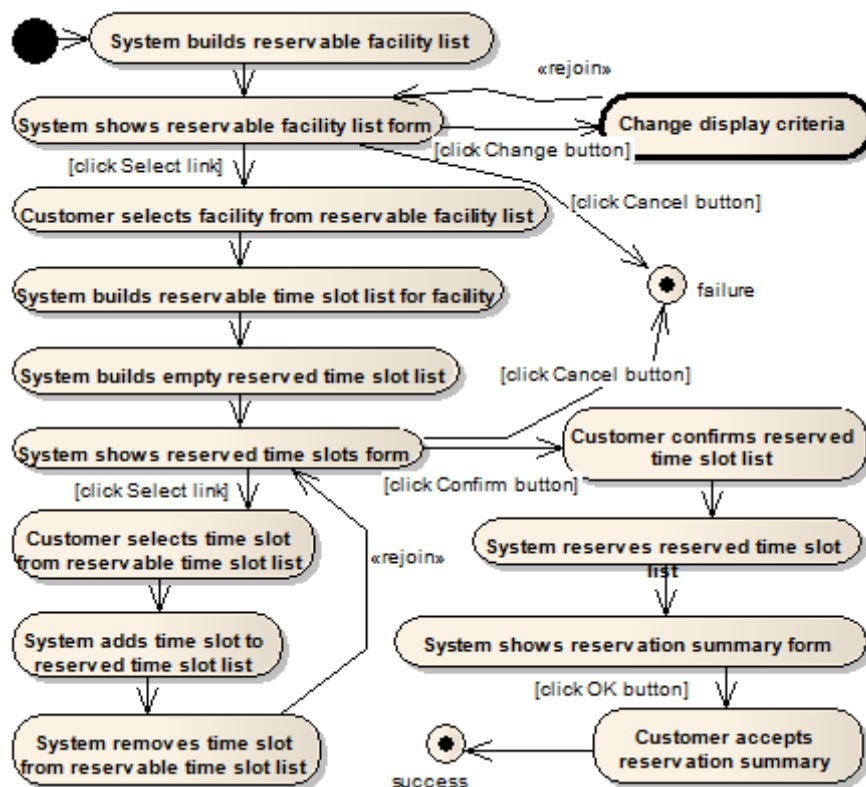 System builds reservable facility list
«rejoin»
System shows reservable facility list form
Change display criteria
[click Change button]
[click Select link]
Customer selects facility from reservable facility list
[click Cancel button]
System builds reservable time slot list for facility
failure
System builds empty reserved time slot list
[click Cancel button]
System shows reserved time slots form
Customer confirms reserved
time slot list
[click Select link]
[click Confirm button]
Customer selects time slot
from reservable time slot list
«rejoin»
System reserves reserved time slot
list
System adds time slot to
reserved time slot list
System shows reservation summary form
[click OK button]
System removes time slot
from reservable time slot list
Customer accepts
reservation summary
success